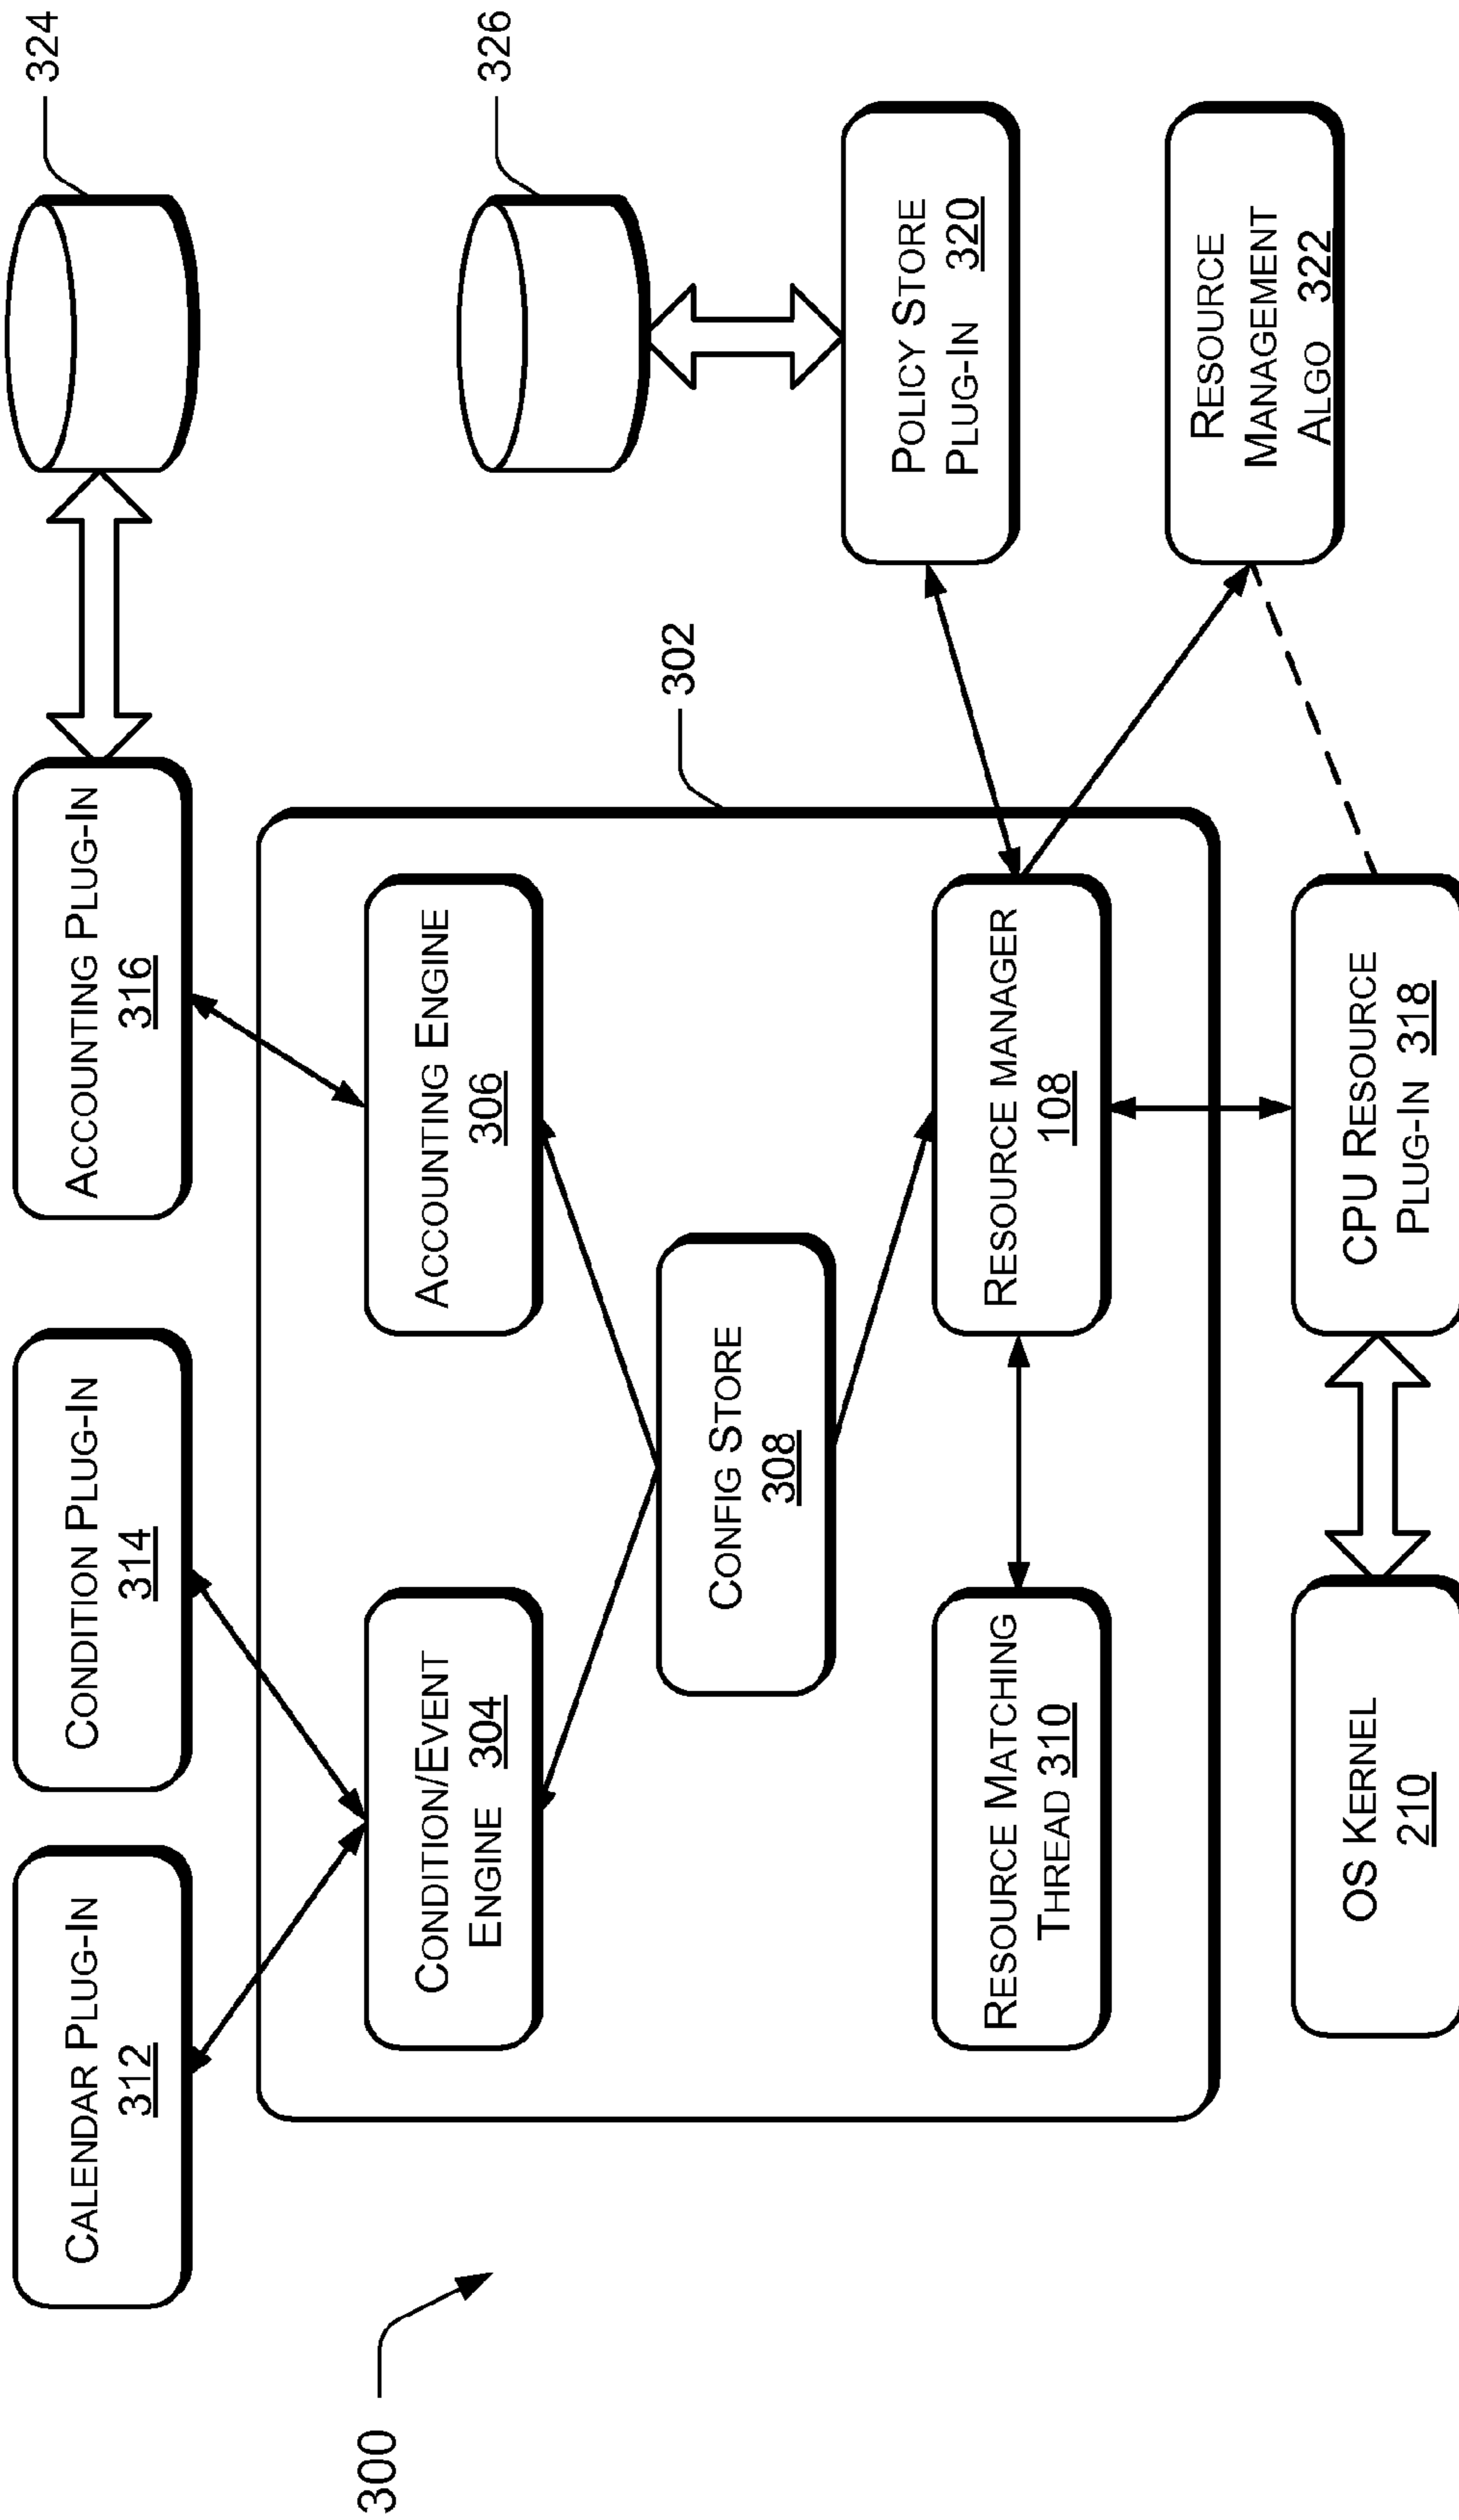 324
CALENDAR PLUG-IN
312
CONDITION PLUG-IN
314
ACCOUNTING PLUG-IN
316
326
CONDITION/EVENT
ENGINE 304
ACCOUNTING ENGINE
306
302
CONFIG STORE
308
POLICY STORE
PLUG-IN 320
RESOURCE MATCHING
THREAD 310
RESOURCE MANAGER
108
RESOURCE
MANAGEMENT
ALGO 322
OS KERNEL
210
CPU RESOURCE
PLUG-IN 318
300